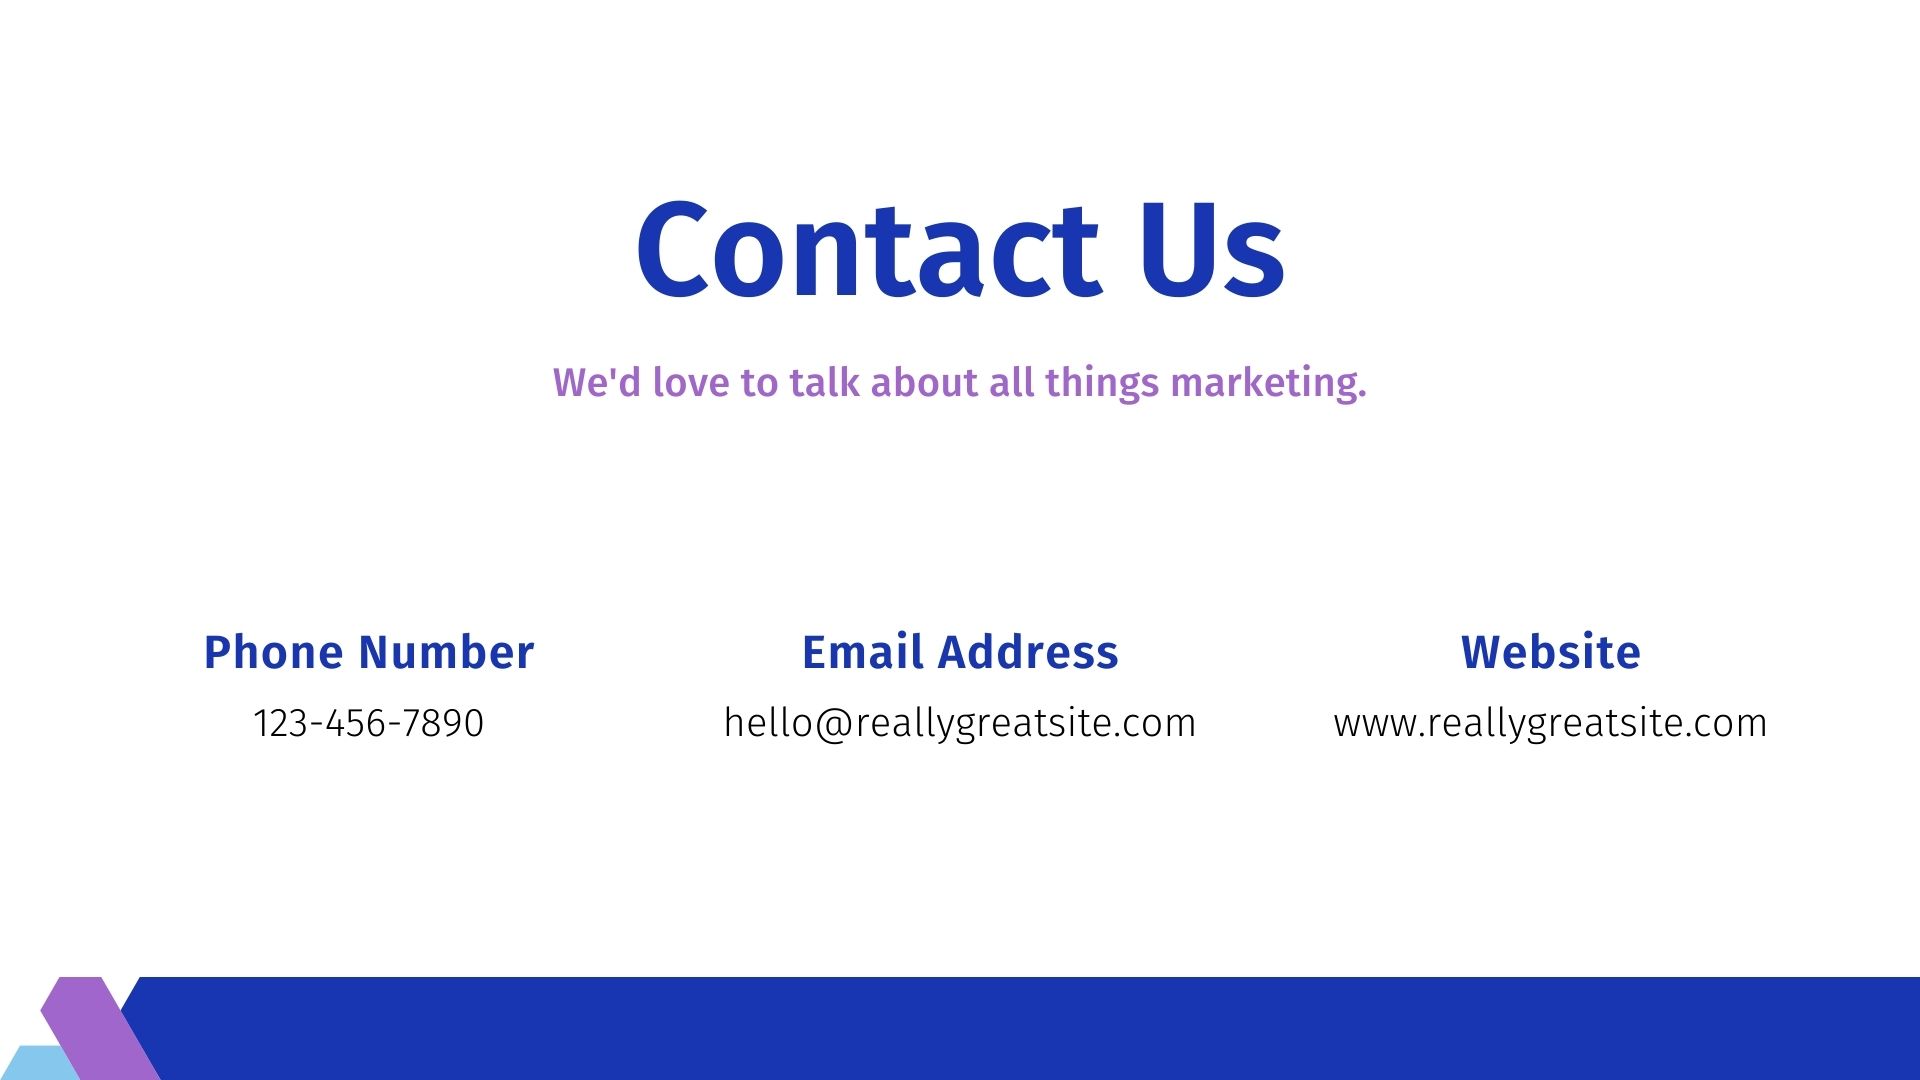 Contact Us
We'd love to talk about all things marketing.
Phone Number
123-456-7890
Email Address
hello@reallygreatsite.com
Website
www.reallygreatsite.com